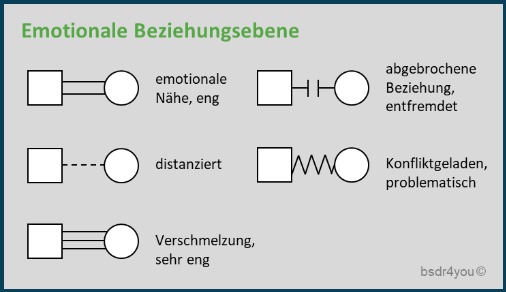 Emotionale Beziehungsebene
emotionale
Nähe, eng
abgebrochene
Beziehung,
entfremdet
distanziert
Konfliktgeladen,
problematisch
Verschmelzung,
sehr eng
bsdr4you©